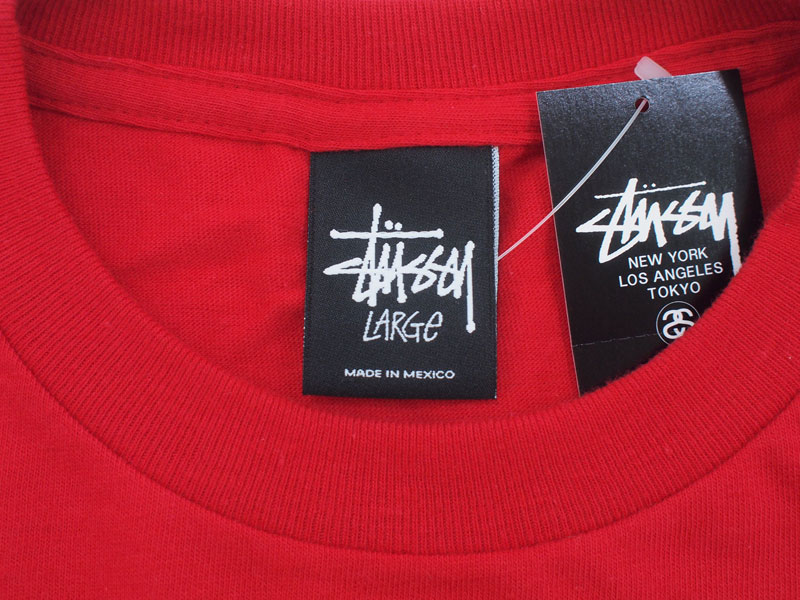 Stüssy
LARGE
MADE IN MEXICO
Stüssy
NEW YORK
LOS ANGELES
TOKYO